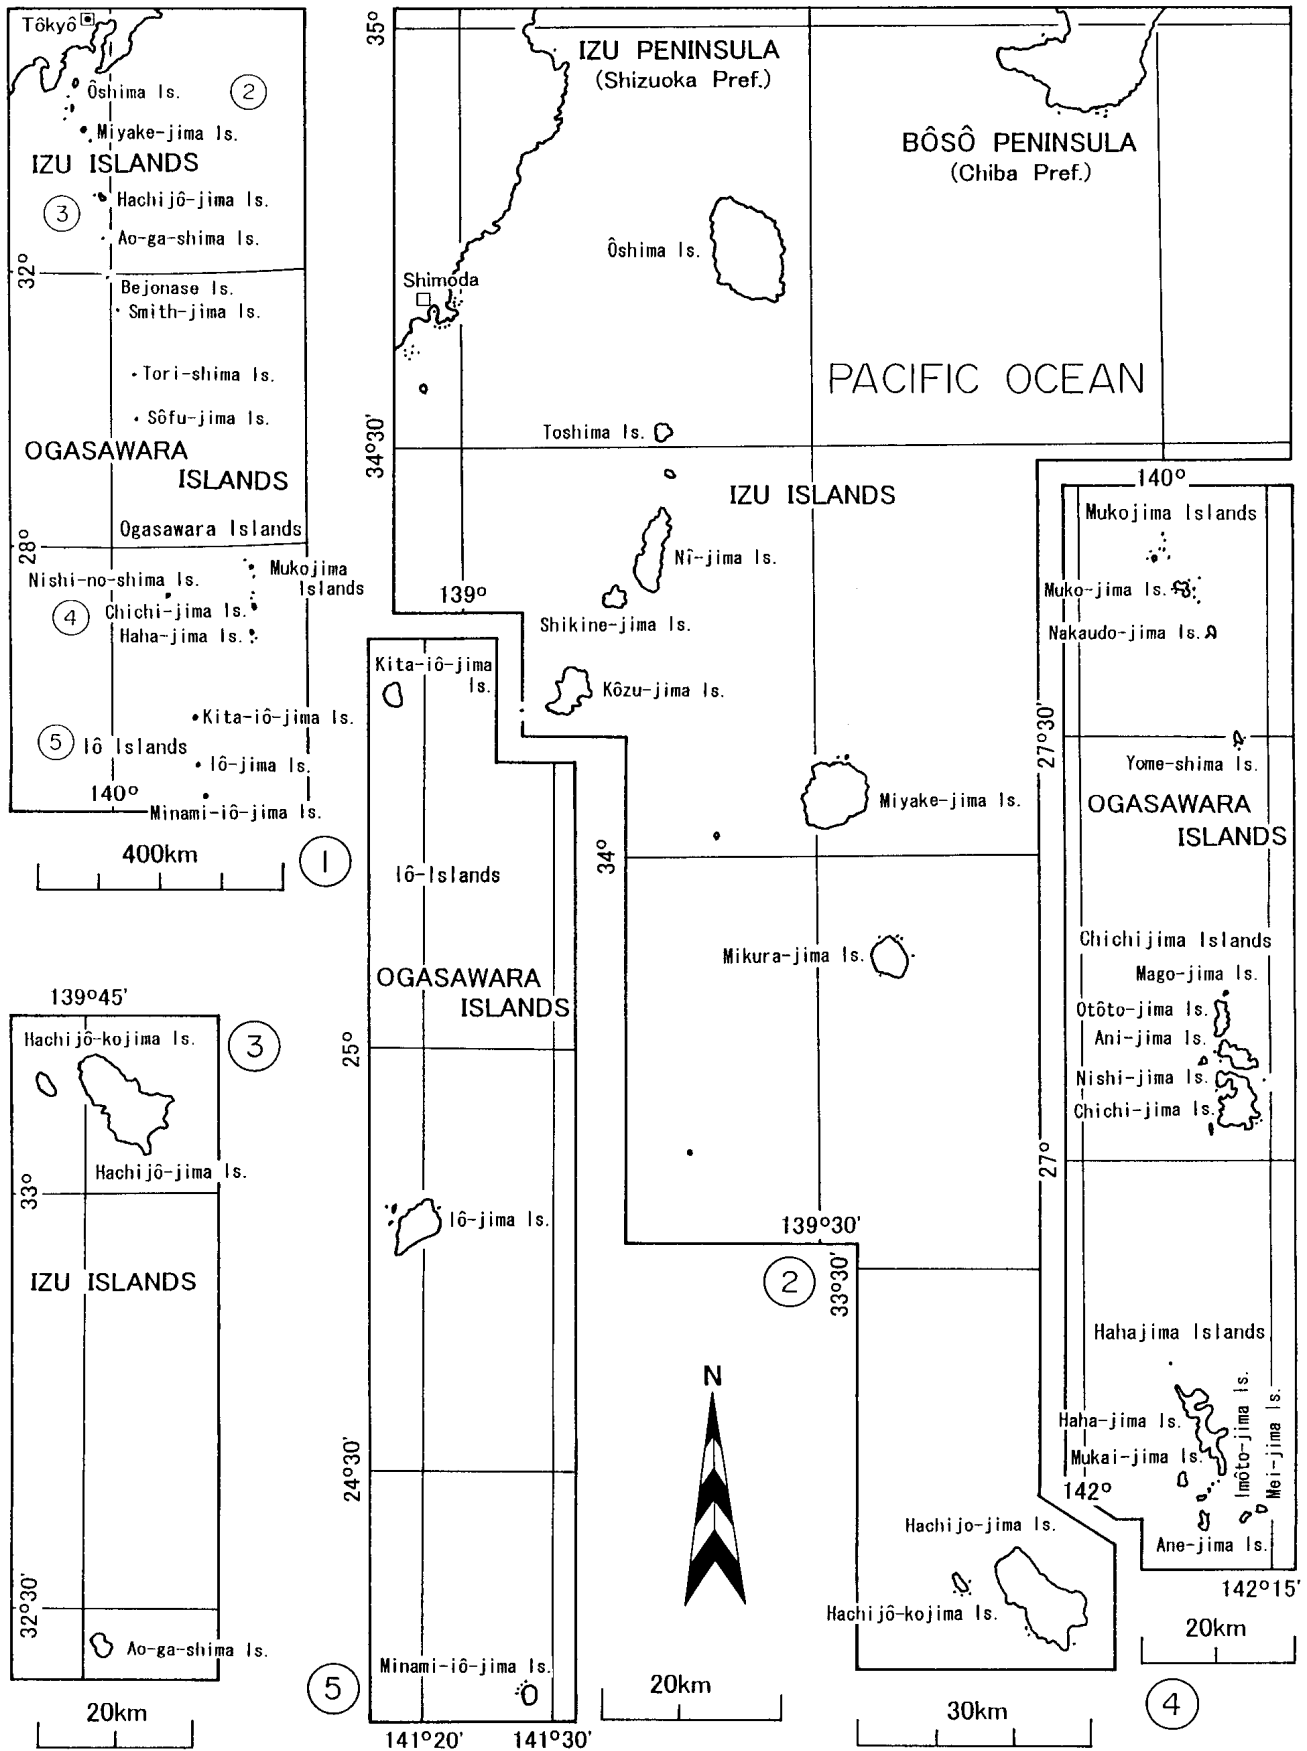 Tôkyô
Ôshima Is.
②
Miyake-jima Is.
IZU ISLANDS
③
Hachijô-jima Is.
Ao-ga-shima Is.
32°
Bejonase Is.
Smith-jima Is.
Tori-shima Is.
Sôfu-jima Is.
OGASAWARA
ISLANDS
Ogasawara Islands
28°
Nishi-no-shima Is.
Mukojima
Islands
④
Chichi-jima Is.
Haha-jima Is.
Kita-iô-jima Is.
⑤
Iô Islands
Iô-jima Is.
140°
Minami-iô-jima Is.
400km
①
139°45'
Hachijô-kojima Is.
③
Hachijô-jima Is.
33°
IZU ISLANDS
32°30'
Ao-ga-shima Is.
20km
35°
IZU PENINSULA
(Shizuoka Pref.)
BÔSÔ PENINSULA
(Chiba Pref.)
Ôshima Is.
Shimoda
PACIFIC OCEAN
34°30'
Toshima Is.
IZU ISLANDS
Nî-jima Is.
139°
Shikine-jima Is.
Kôzu-jima Is.
Miyake-jima Is.
34°
Mikura-jima Is.
139°30'
②
33°30'
N
Hachijo-jima Is.
Hachijô-kojima Is.
20km
30km
Kita-iô-jima
Is.
Iô-Islands
OGASAWARA
ISLANDS
25°
Iô-jima Is.
24°30'
Minami-iô-jima Is.
⑤
141°20'
141°30'
140°
Mukojima Islands
Muko-jima Is.
Nakaudo-jima Is.
27°30'
Yome-shima Is.
OGASAWARA
ISLANDS
Chichijima Islands
Mago-jima Is.
Otôto-jima Is.
Ani-jima Is.
Nishi-jima Is.
Chichi-jima Is.
27°
Hahajima Islands
Haha-jima Is.
Mukai-jima Is.
Imôto-jima Is.
Mei-jima Is.
142°
Ane-jima Is.
142°15'
20km
④